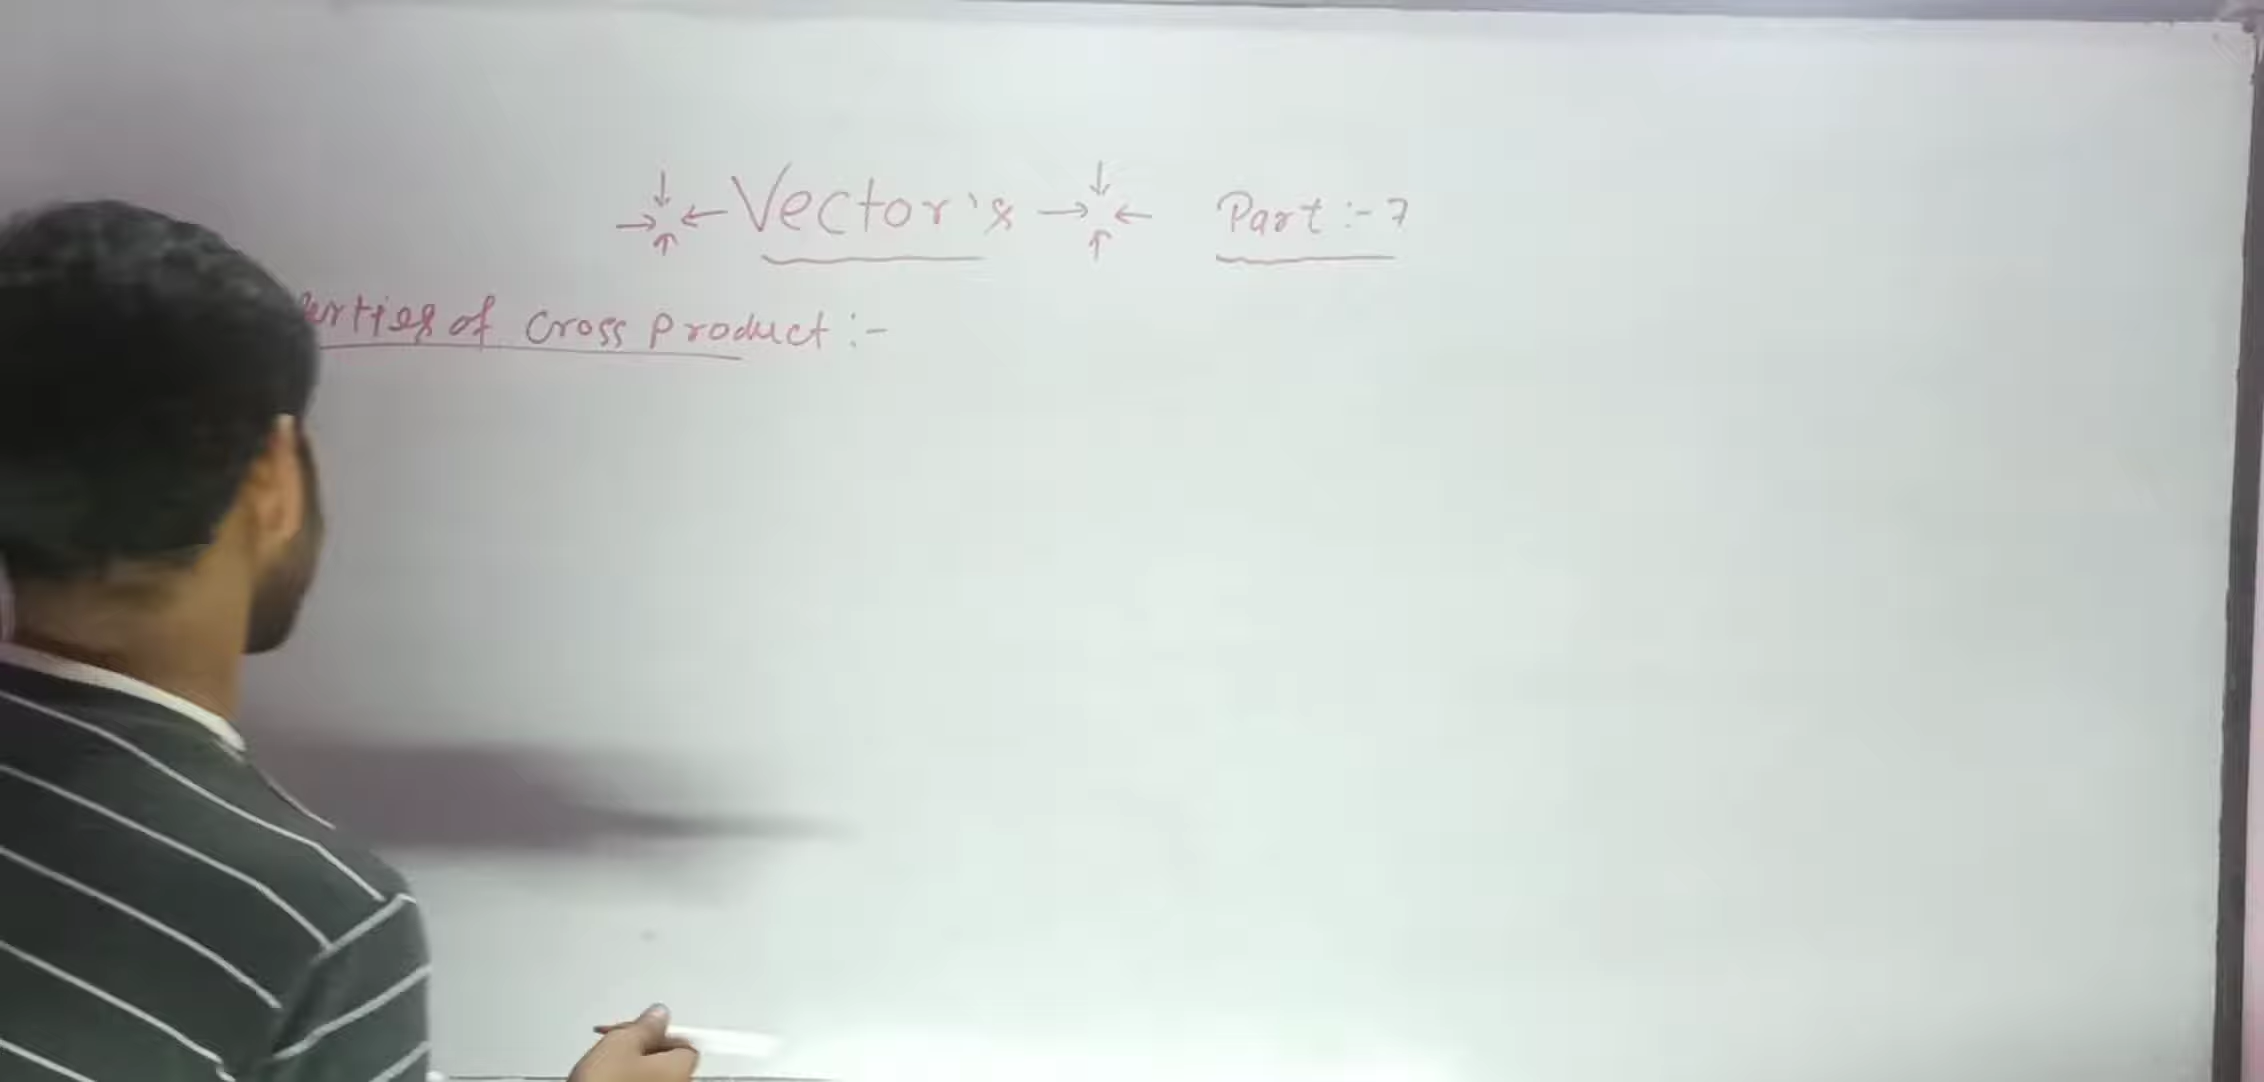 Vector's Part :- 7
erties of cross product :-